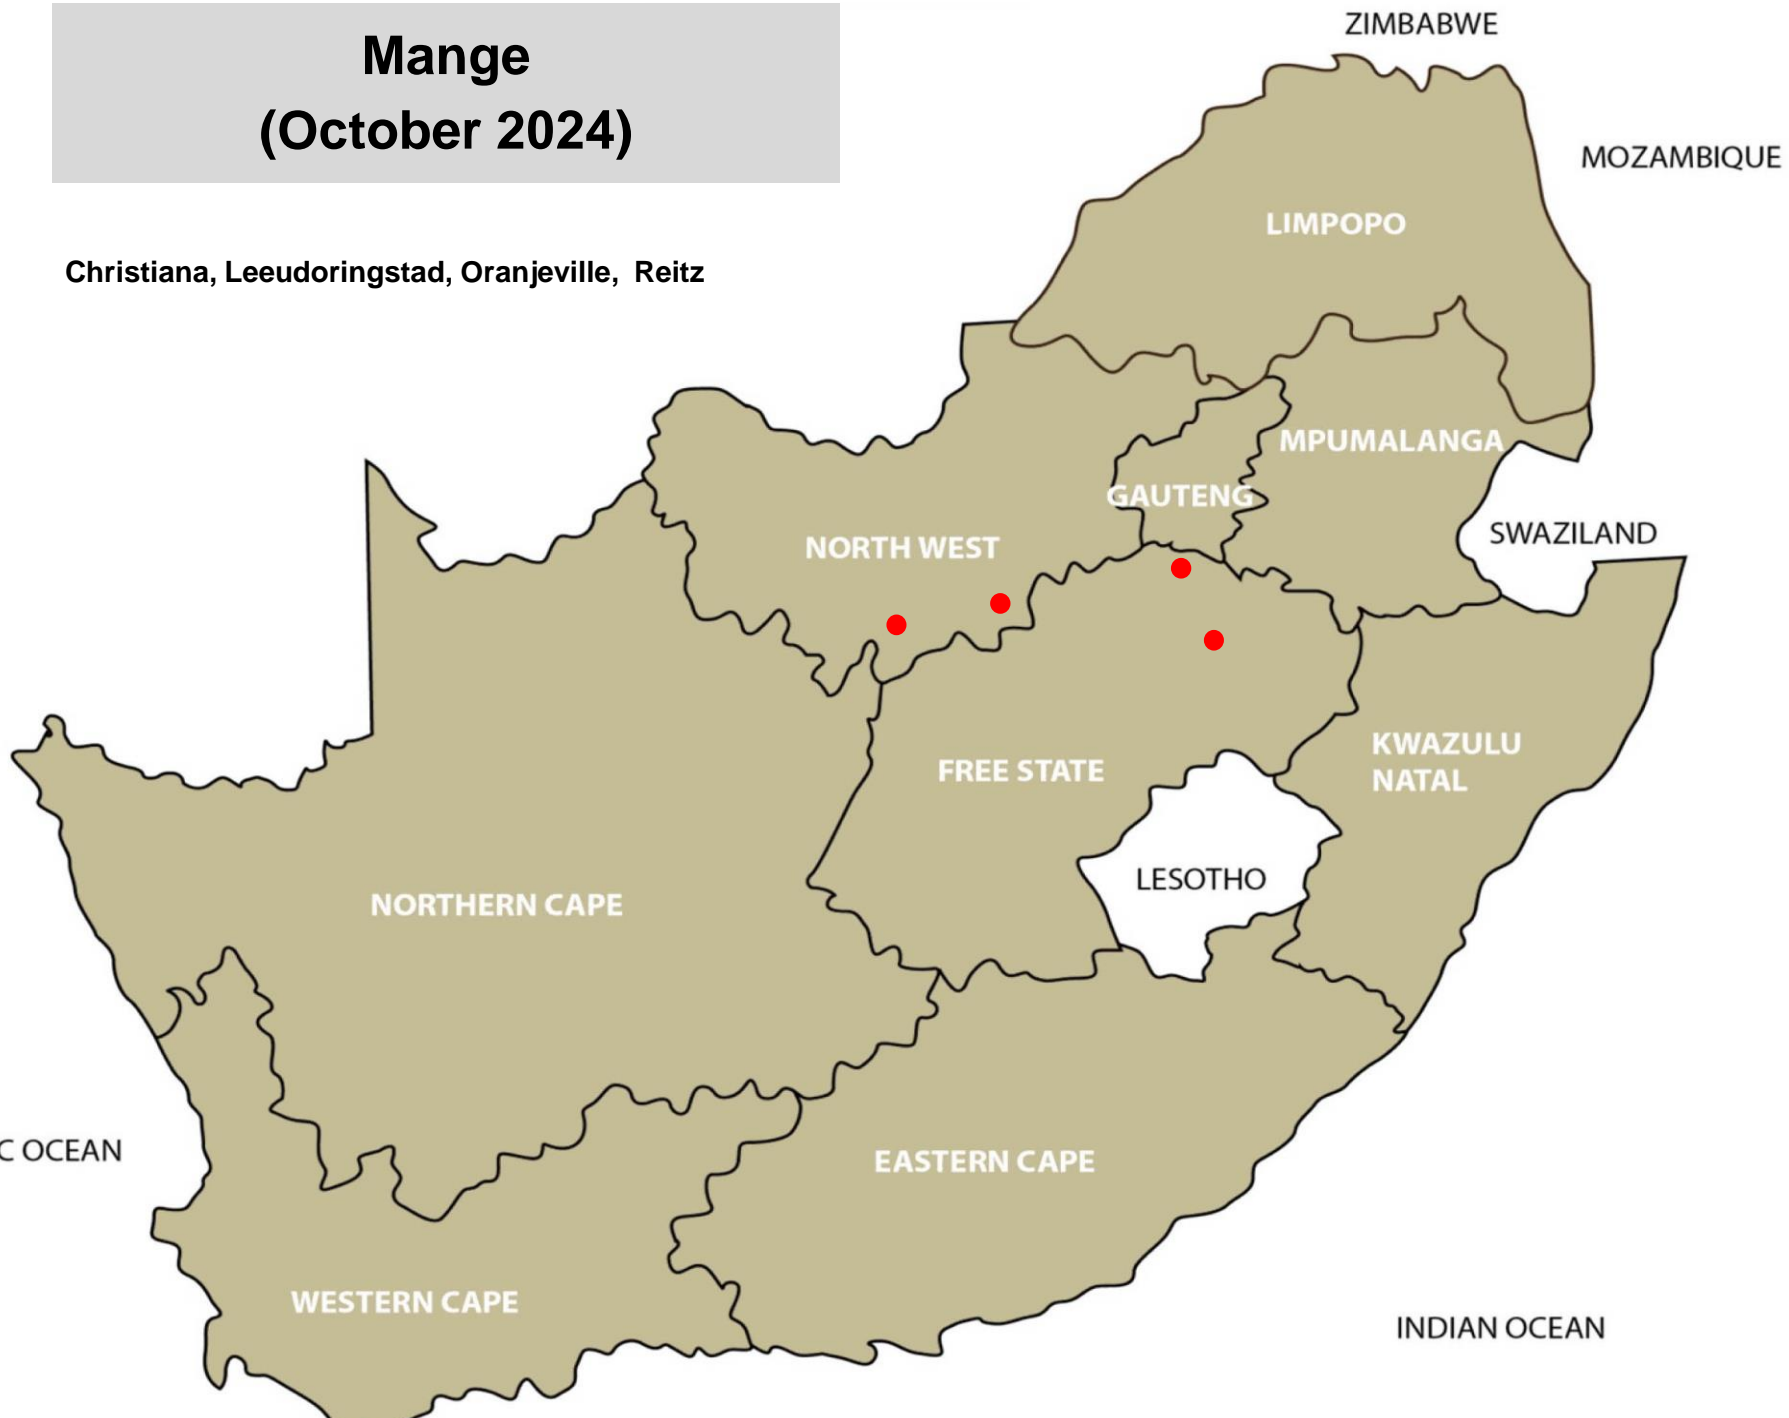 Mange
(October 2024)
Christiana, Leeudoringstad, Oranjeville, Reitz
ZIMBABWE
MOZAMBIQUE
LIMPOPO
MPUMALANGA
GAUTENG
NORTH WEST
SWAZILAND
FREE STATE
KWAZULU
NATAL
LESOTHO
NORTHERN CAPE
C OCEAN
EASTERN CAPE
WESTERN CAPE
INDIAN OCEAN